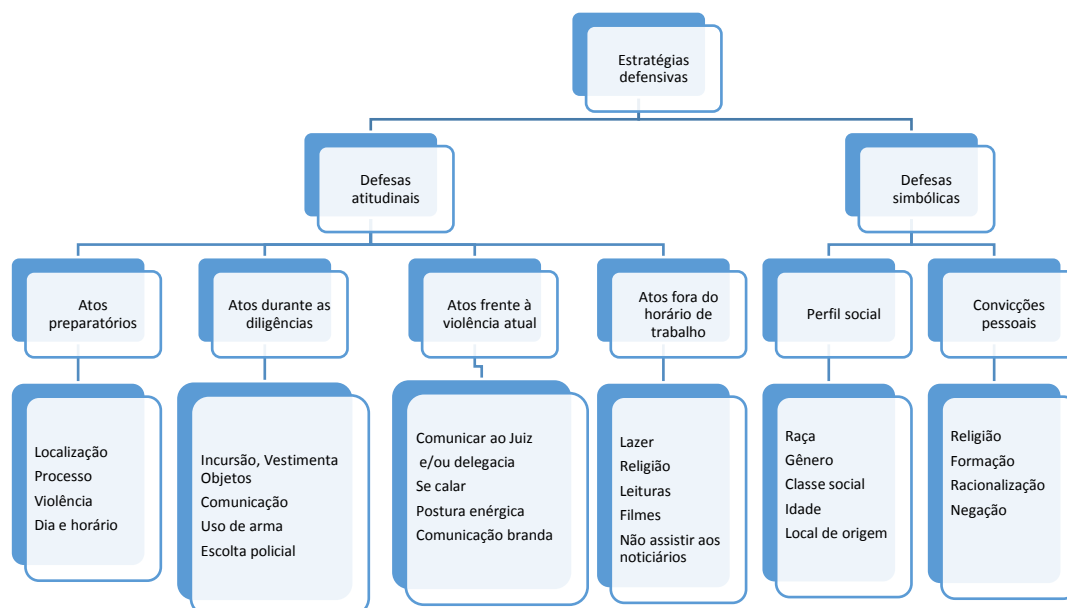 Estratégias
defensivas
Defesas
atitudinais
Defesas
simbólicas
Atos
preparatórios
Atos durante as
diligências
Atos frente à
violência atual
Atos fora do
horário de
trabalho
Perfil social
Convicções
pessoais
Localização
Processo
Violência
Dia e horário
Incursão, Vestimenta
Objetos
Comunicação
Uso de arma
Escolta policial
Comunicar ao Juiz
e/ou delegacia
Se calar
Postura enérgica
Comunicação branda
Lazer
Religião
Leituras
Filmes
Não assistir aos
noticiários
Raça
Gênero
Classe social
Idade
Local de origem
Religião
Formação
Racionalização
Negação